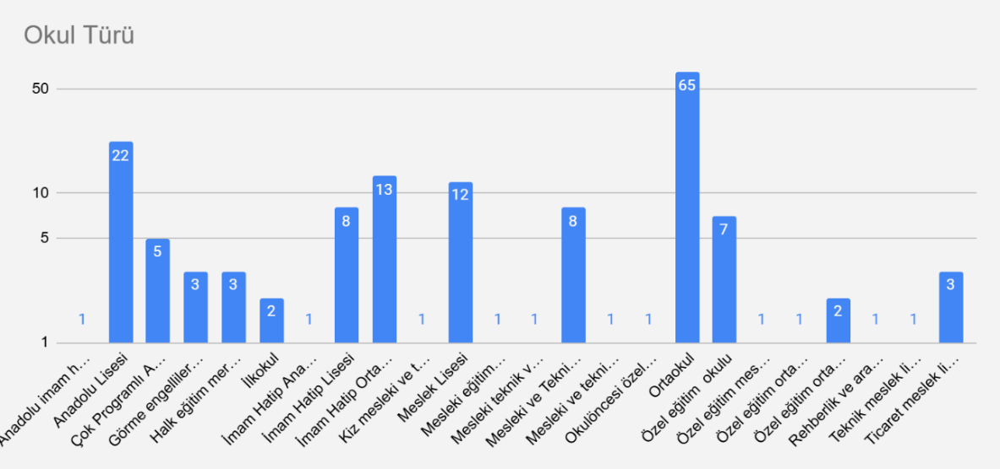 Okul Türü
50
10
5
1
1
22
5
3
3
2
1
8
13
1
12
1
1
8
1
1
65
7
1
1
2
1
1
3
Anadolu imam h…
Anadolu Lisesi
Çok Programlı A…
Görme engelliler…
Halk eğitim mer…
İlkokul
İmam Hatip Ana…
İmam Hatip Lisesi
İmam Hatip Orta…
Kiz mesleki ve t…
Meslek Lisesi
Mesleki eğitim…
Mesleki teknik v…
Mesleki ve Tekni…
Mesleki ve tekni…
Okulöncesi özel…
Ortaokul
Özel eğitim okulu
Özel eğitim mes…
Özel eğitim orta…
Özel eğitim orta…
Rehberlik ve ara…
Teknik meslek li…
Ticaret meslek li…